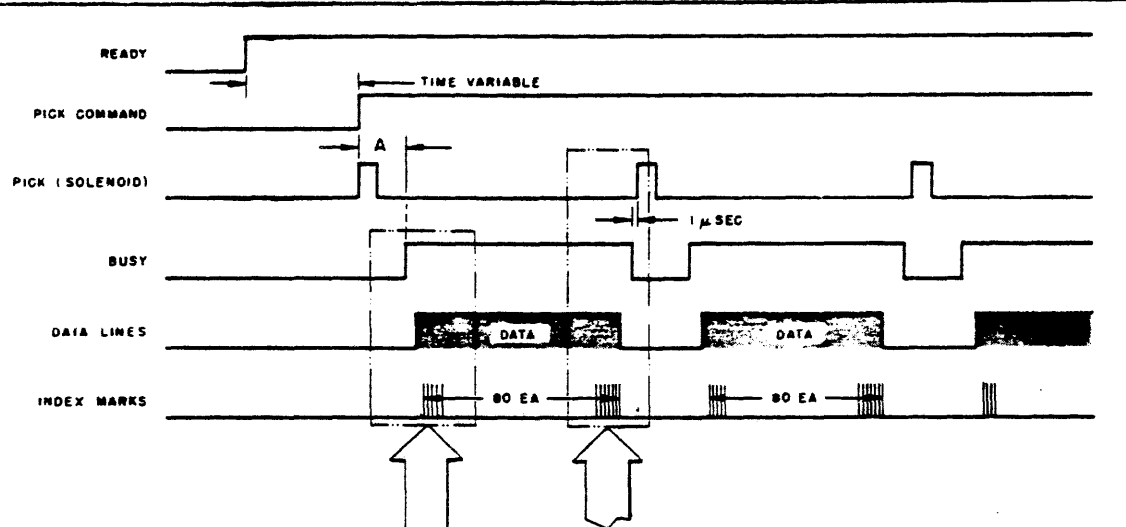 READY
TIME VARIABLE
PICK COMMAND
A
PICK (SOLENOID)
1 μ SEC
BUSY
DATA LINES
DATA
DATA
INDEX MARKS
80 EA
80 EA